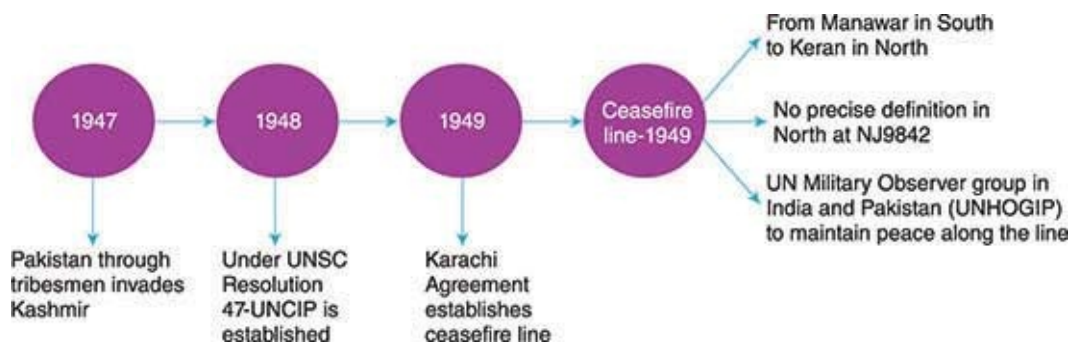 1947
1948
1949
Ceasefire
line-1949
From Manawar in South
to Keran in North
No precise definition in
North at NJ9842
UN Military Observer group in
India and Pakistan (UNHOGIP)
to maintain peace along the line
Pakistan through
tribesmen invades
Kashmir
Under UNSC
Resolution
47-UNCIP is
established
Karachi
Agreement
establishes
ceasefire line